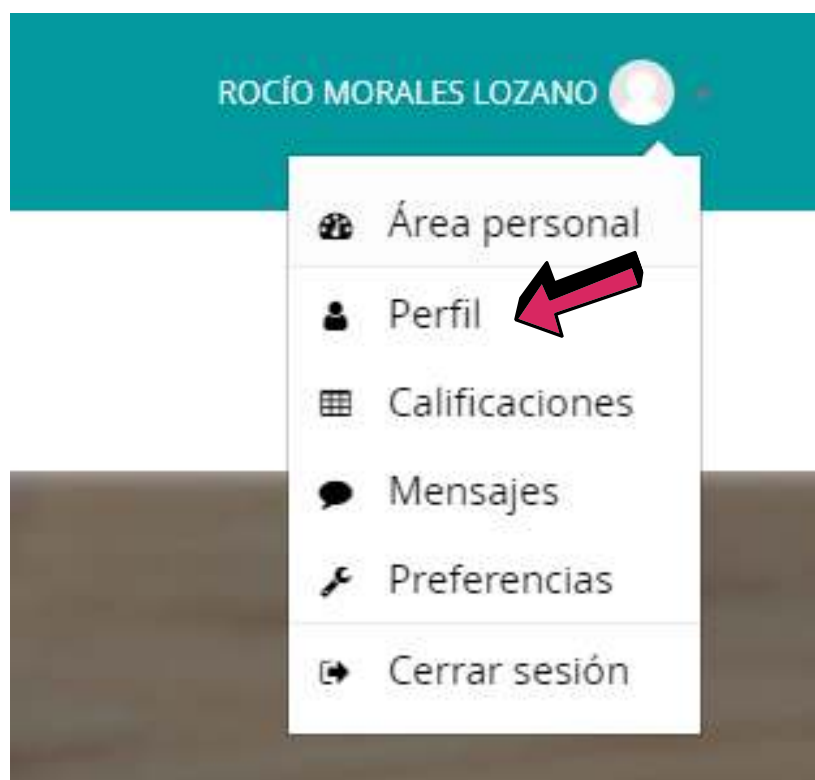 ROCÍO MORALES LOZANO
Área personal
Perfil
Calificaciones
Mensajes
Preferencias
Cerrar sesión